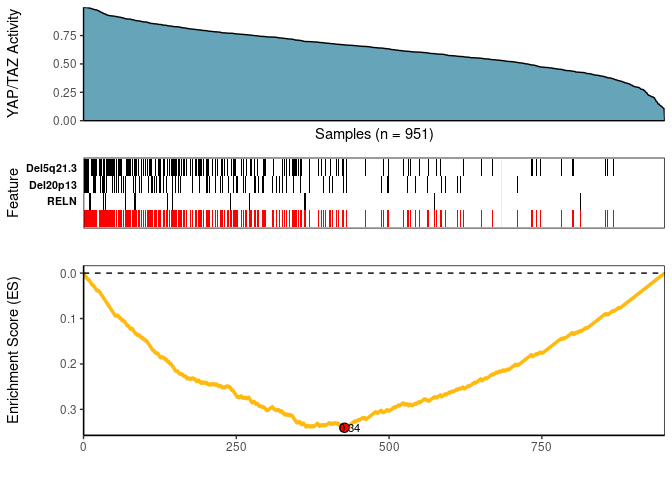 YAP/TAZ Activity
0.75
0.50
0.25
0.00
Samples (n = 951)
Feature
Del5q21.3
Del20p13
RELN
Enrichment Score (ES)
0.0
0.1
0.2
0.3
0.34
0
250
500
750